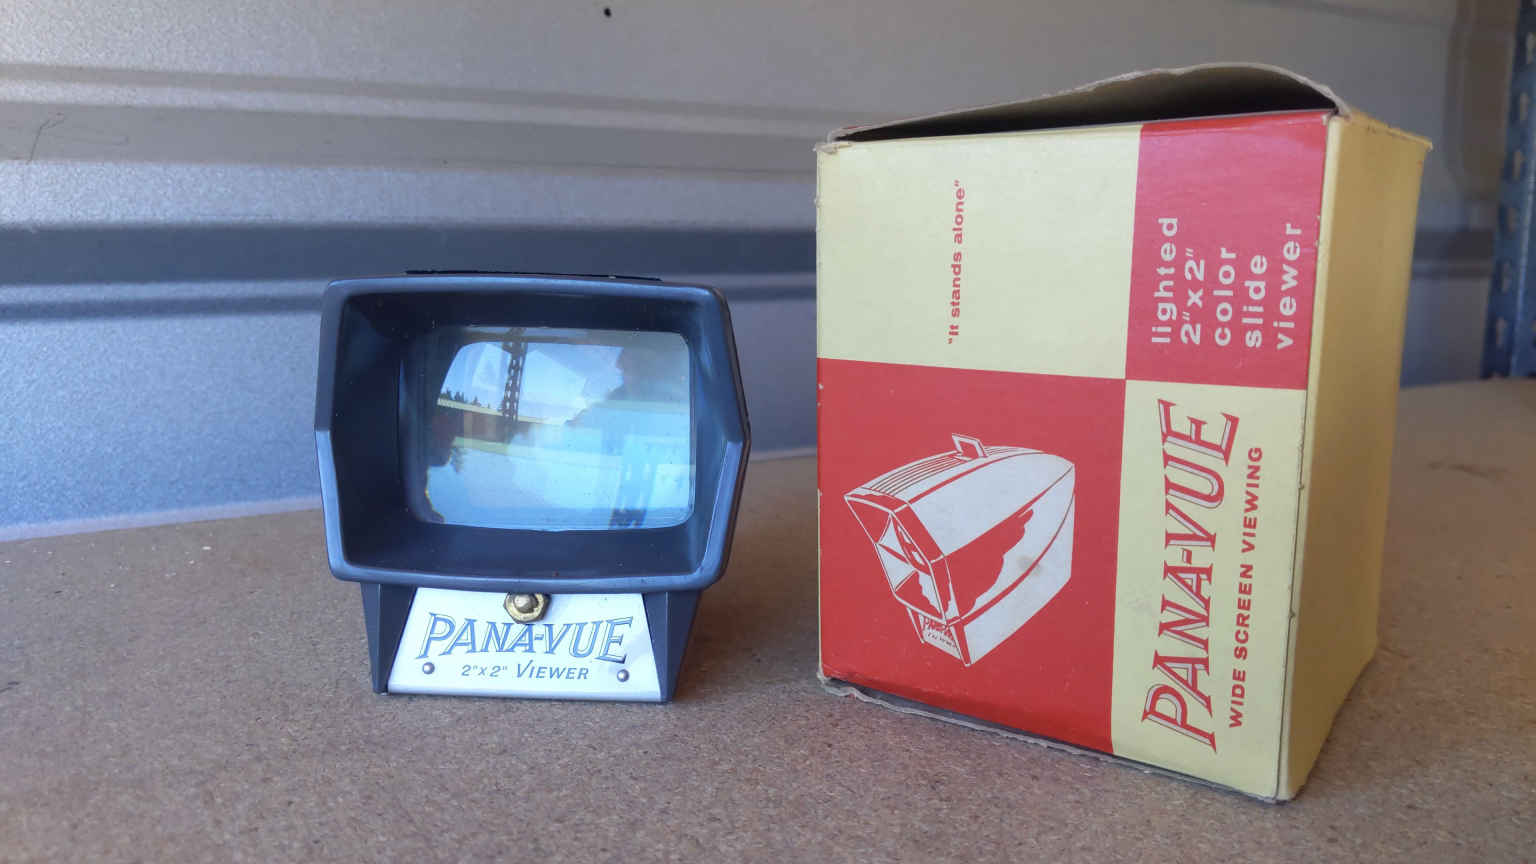 PANA-VUE
2"x2" VIEWER
"It stands alone"
lighted
2"x2"
color
slide
viewer
PANA-VUE
WIDE SCREEN VIEWING